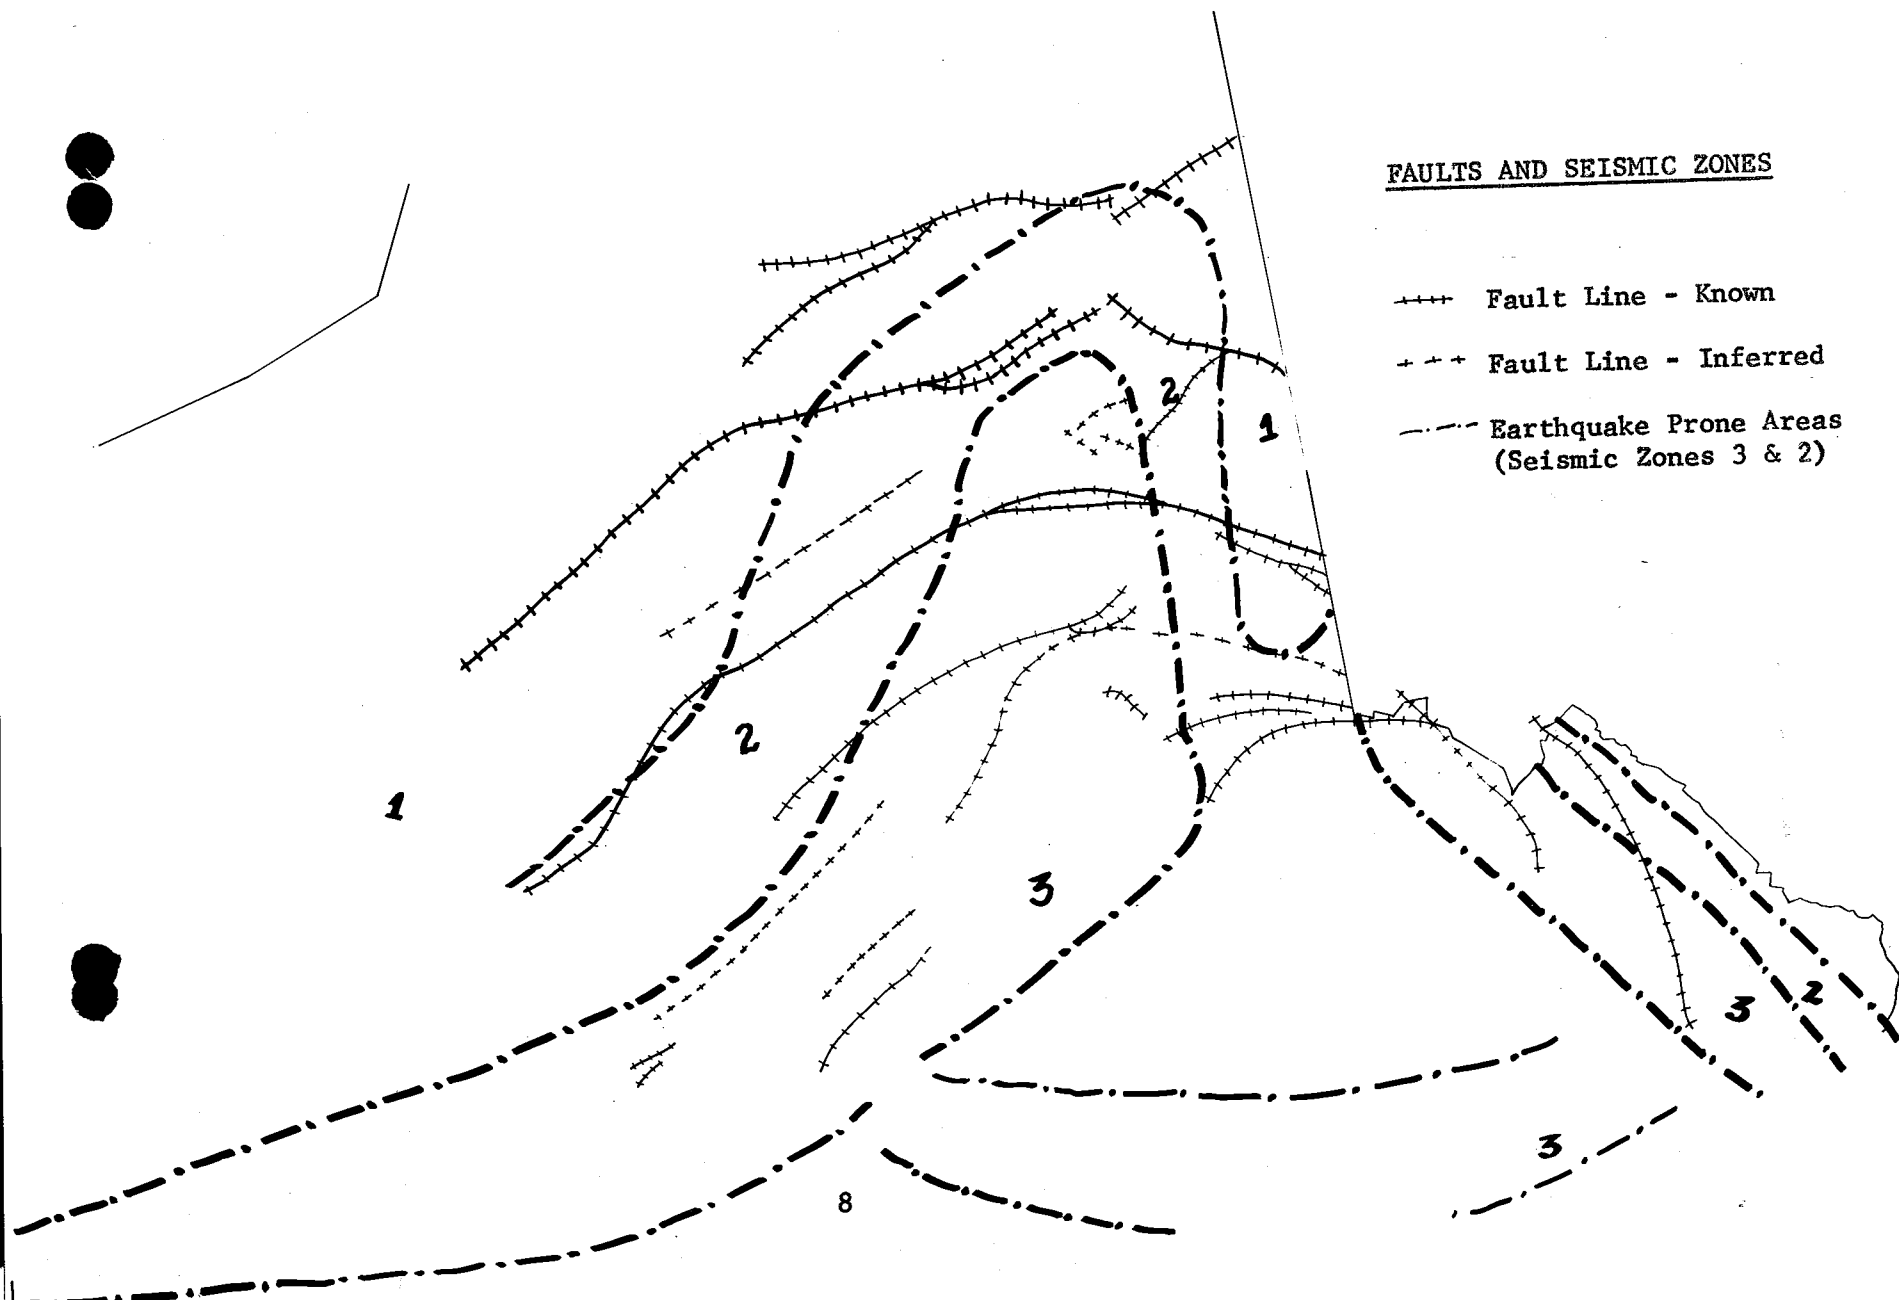 FAULTS AND SEISMIC ZONES
Fault Line - Known
Fault Line - Inferred
Earthquake Prone Areas
(Seismic Zones 3 & 2)
2
1
2
1
3
3
2
3
8